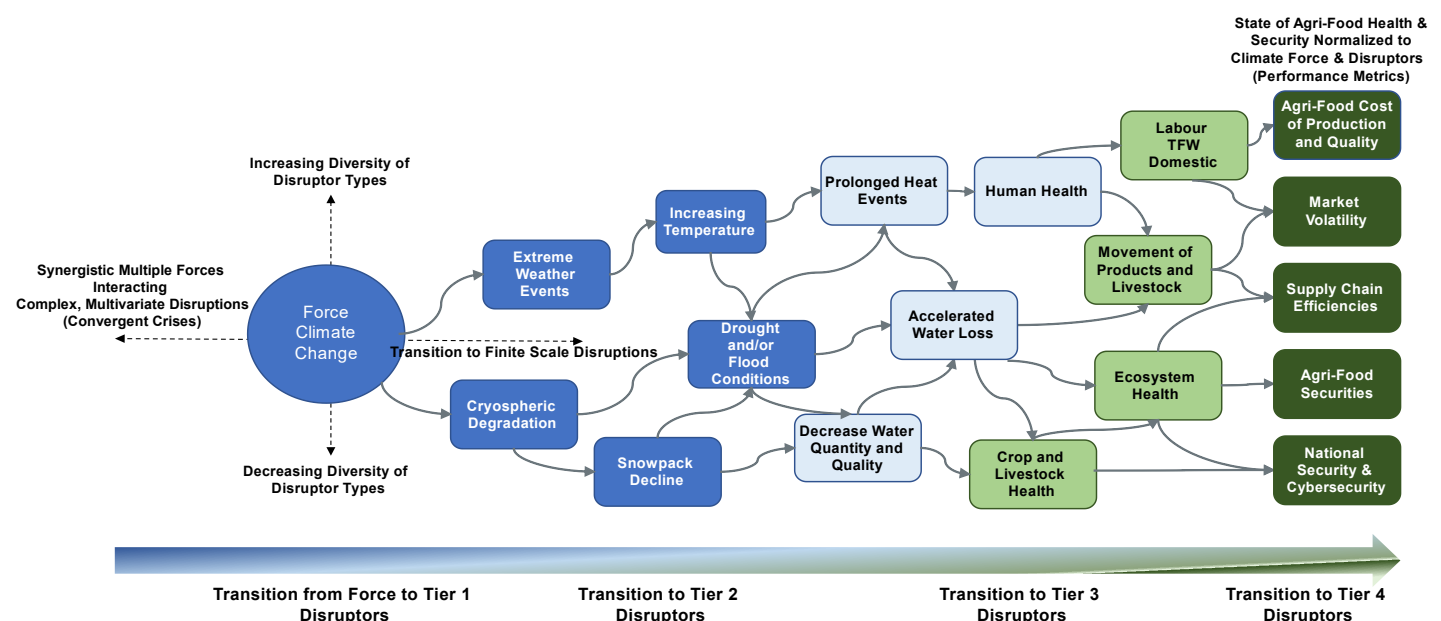 State of Agri-Food Health &
Security Normalized to
Climate Force & Disruptors
(Performance Metrics)
Agri-Food Cost
of Production
and Quality
Labour
TFW
Domestic
Increasing Diversity of
Disruptor Types
Prolonged Heat
Events
Human Health
Market
Volatility
Increasing
Temperature
Extreme
Weather
Events
Movement of
Products and
Livestock
Synergistic Multiple Forces
Interacting
Complex, Multivariate Disruptions
(Convergent Crises)
Force
Climate
Change
Transition to Finite Scale Disruptions
Drought
and/or
Flood
Conditions
Accelerated
Water Loss
Supply Chain
Efficiencies
Ecosystem
Health
Agri-Food
Securities
Cryospheric
Degradation
Decrease Water
Quantity and
Quality
Decreasing Diversity of
Disruptor Types
Snowpack
Decline
Crop and
Livestock
Health
National
Security &
Cybersecurity
Transition from Force to Tier 1
Disruptors
Transition to Tier 2
Disruptors
Transition to Tier 3
Disruptors
Transition to Tier 4
Disruptors